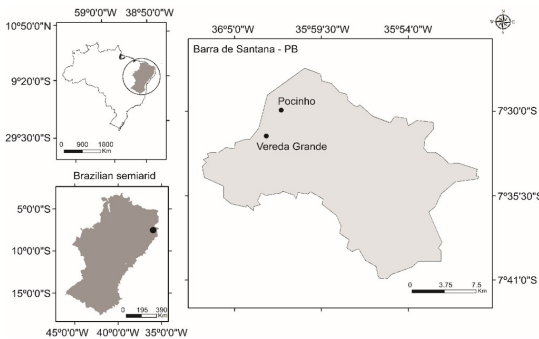 59°0'0"W 38°50'0"W
10°50'0"N
9°20'0"S
29°30'0"S
0 900 1800
Km
Brazilian semiarid
5°0'0"S
10°0'0"S
15°0'0"S
0 195 390
Km
45°0'0"W 40°0'0"W 35°0'0"W
36°5'0"W 35°59'30"W 35°54'0"W
Barra de Santana - PB
Pocinho
Vereda Grande
7°30'0"S
7°35'30"S
7°41'0"S
0 3.75 7.5
Km